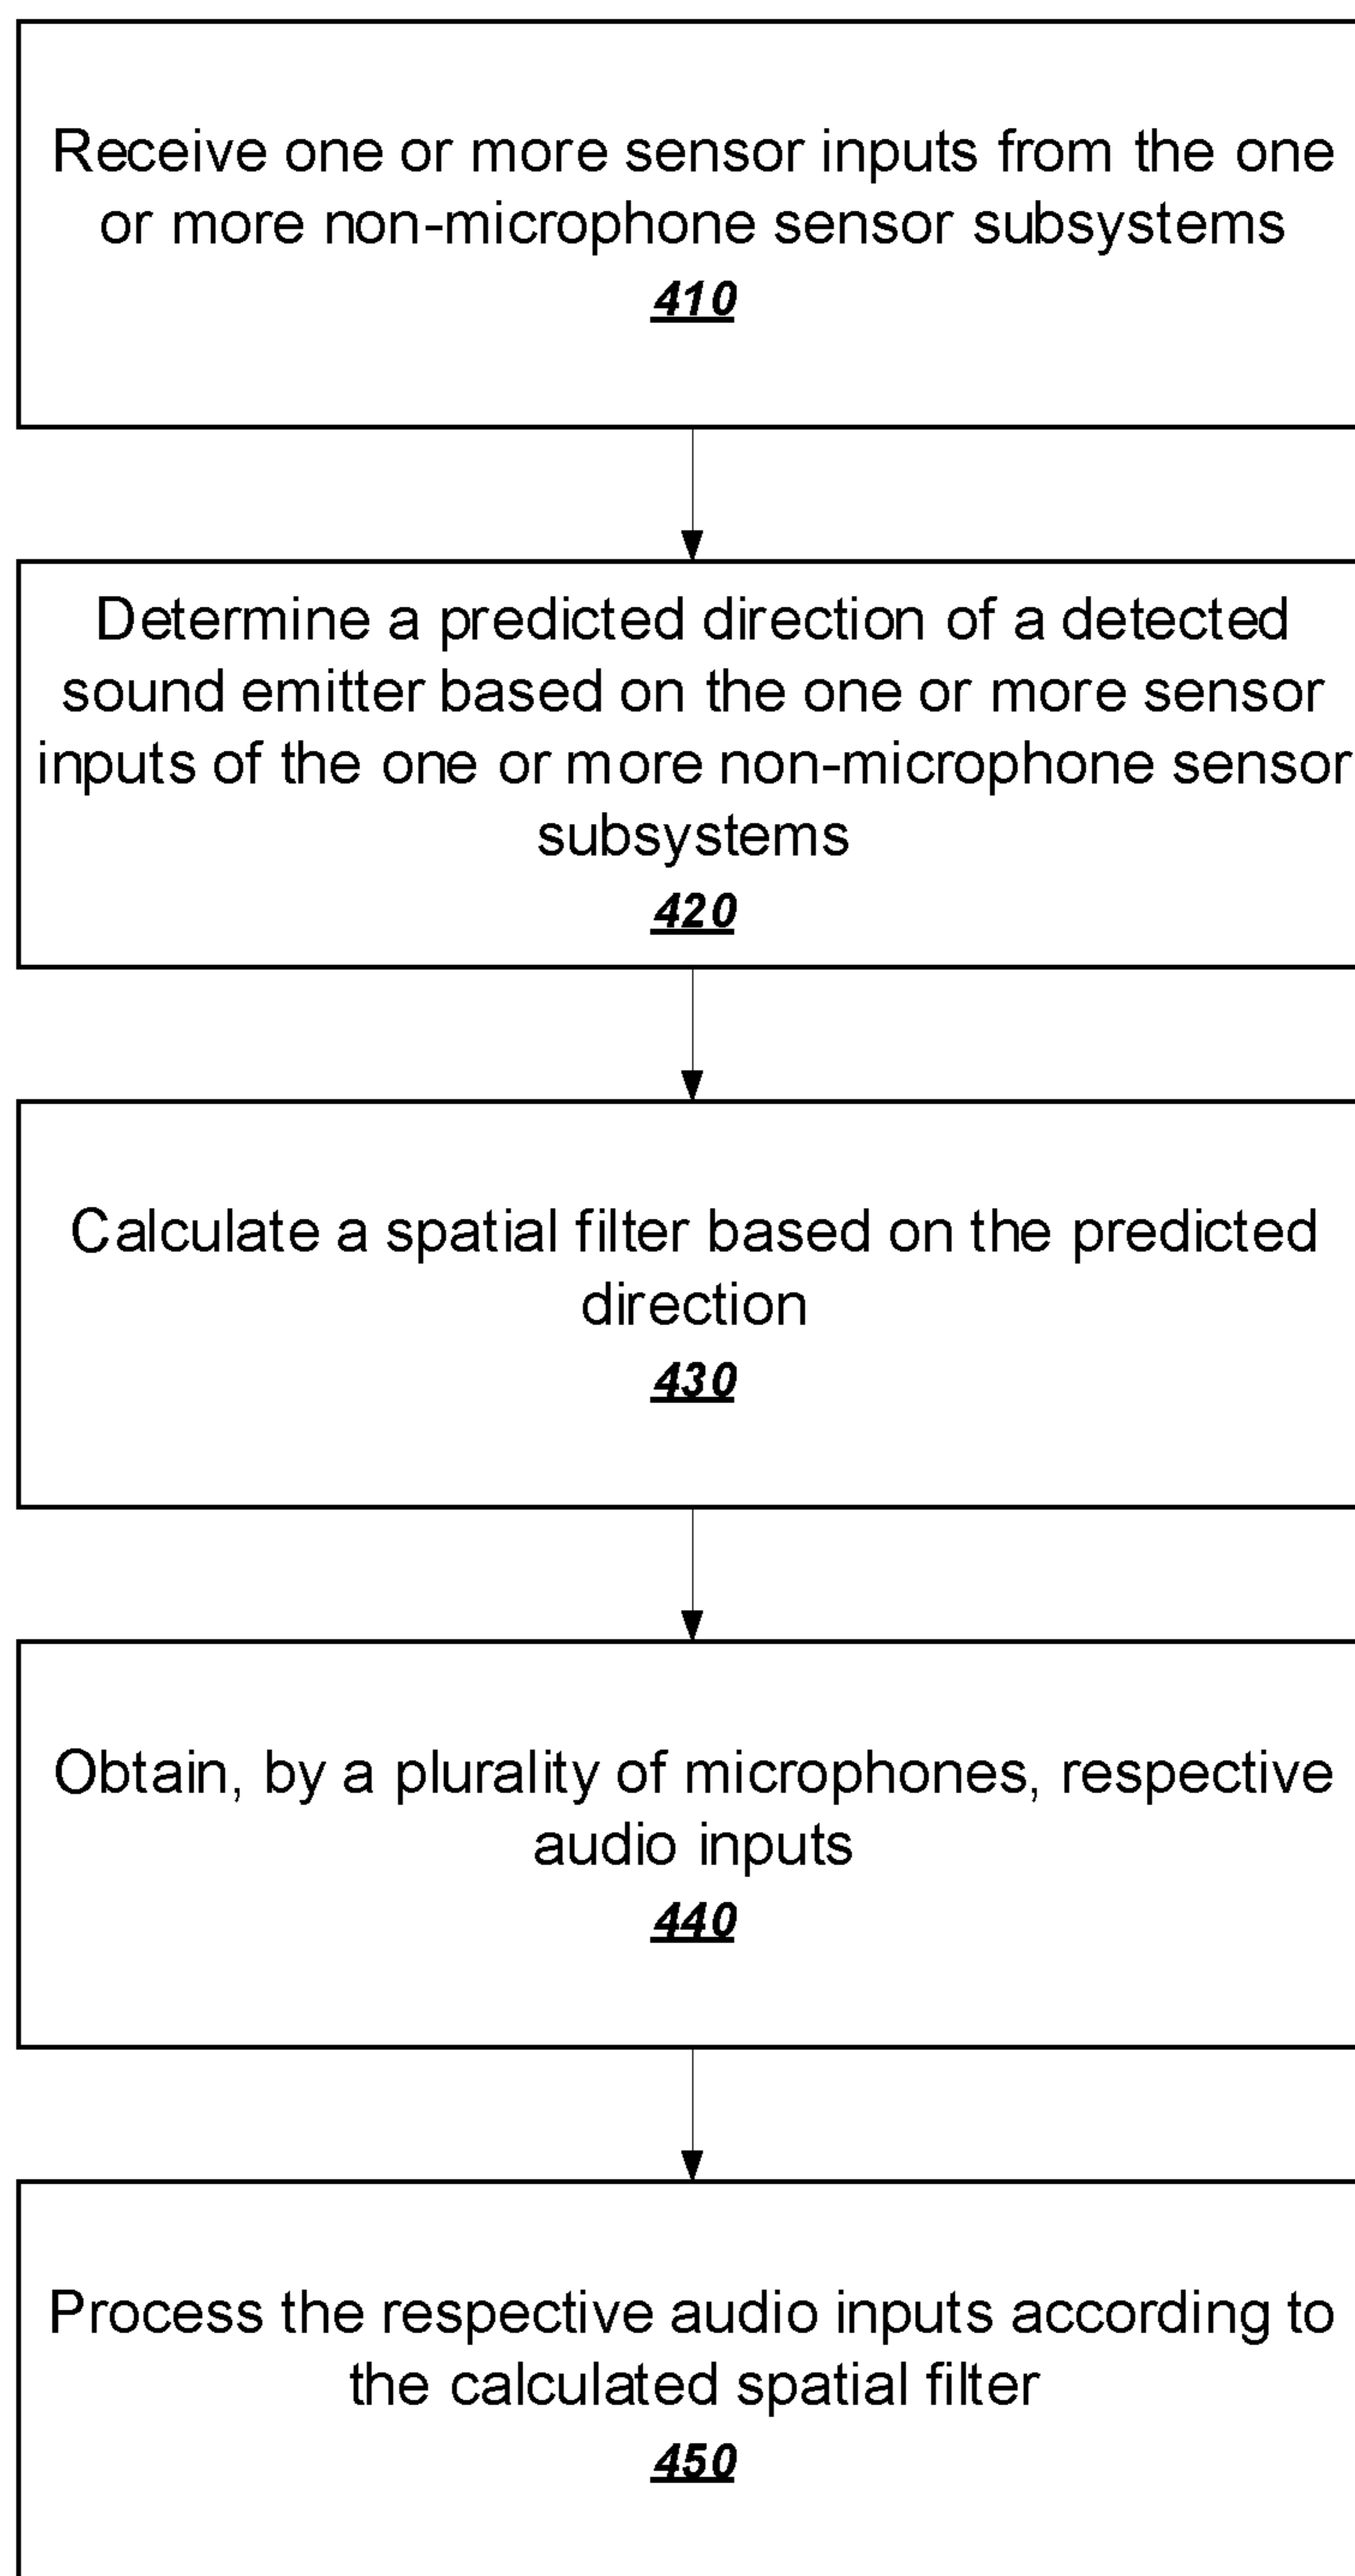 Receive one or more sensor inputs from the one
or more non-microphone sensor subsystems
410
Determine a predicted direction of a detected
sound emitter based on the one or more sensor
inputs of the one or more non-microphone sensor
subsystems
420
Calculate a spatial filter based on the predicted
direction
430
Obtain, by a plurality of microphones, respective
audio inputs
440
Process the respective audio inputs according to
the calculated spatial filter
450